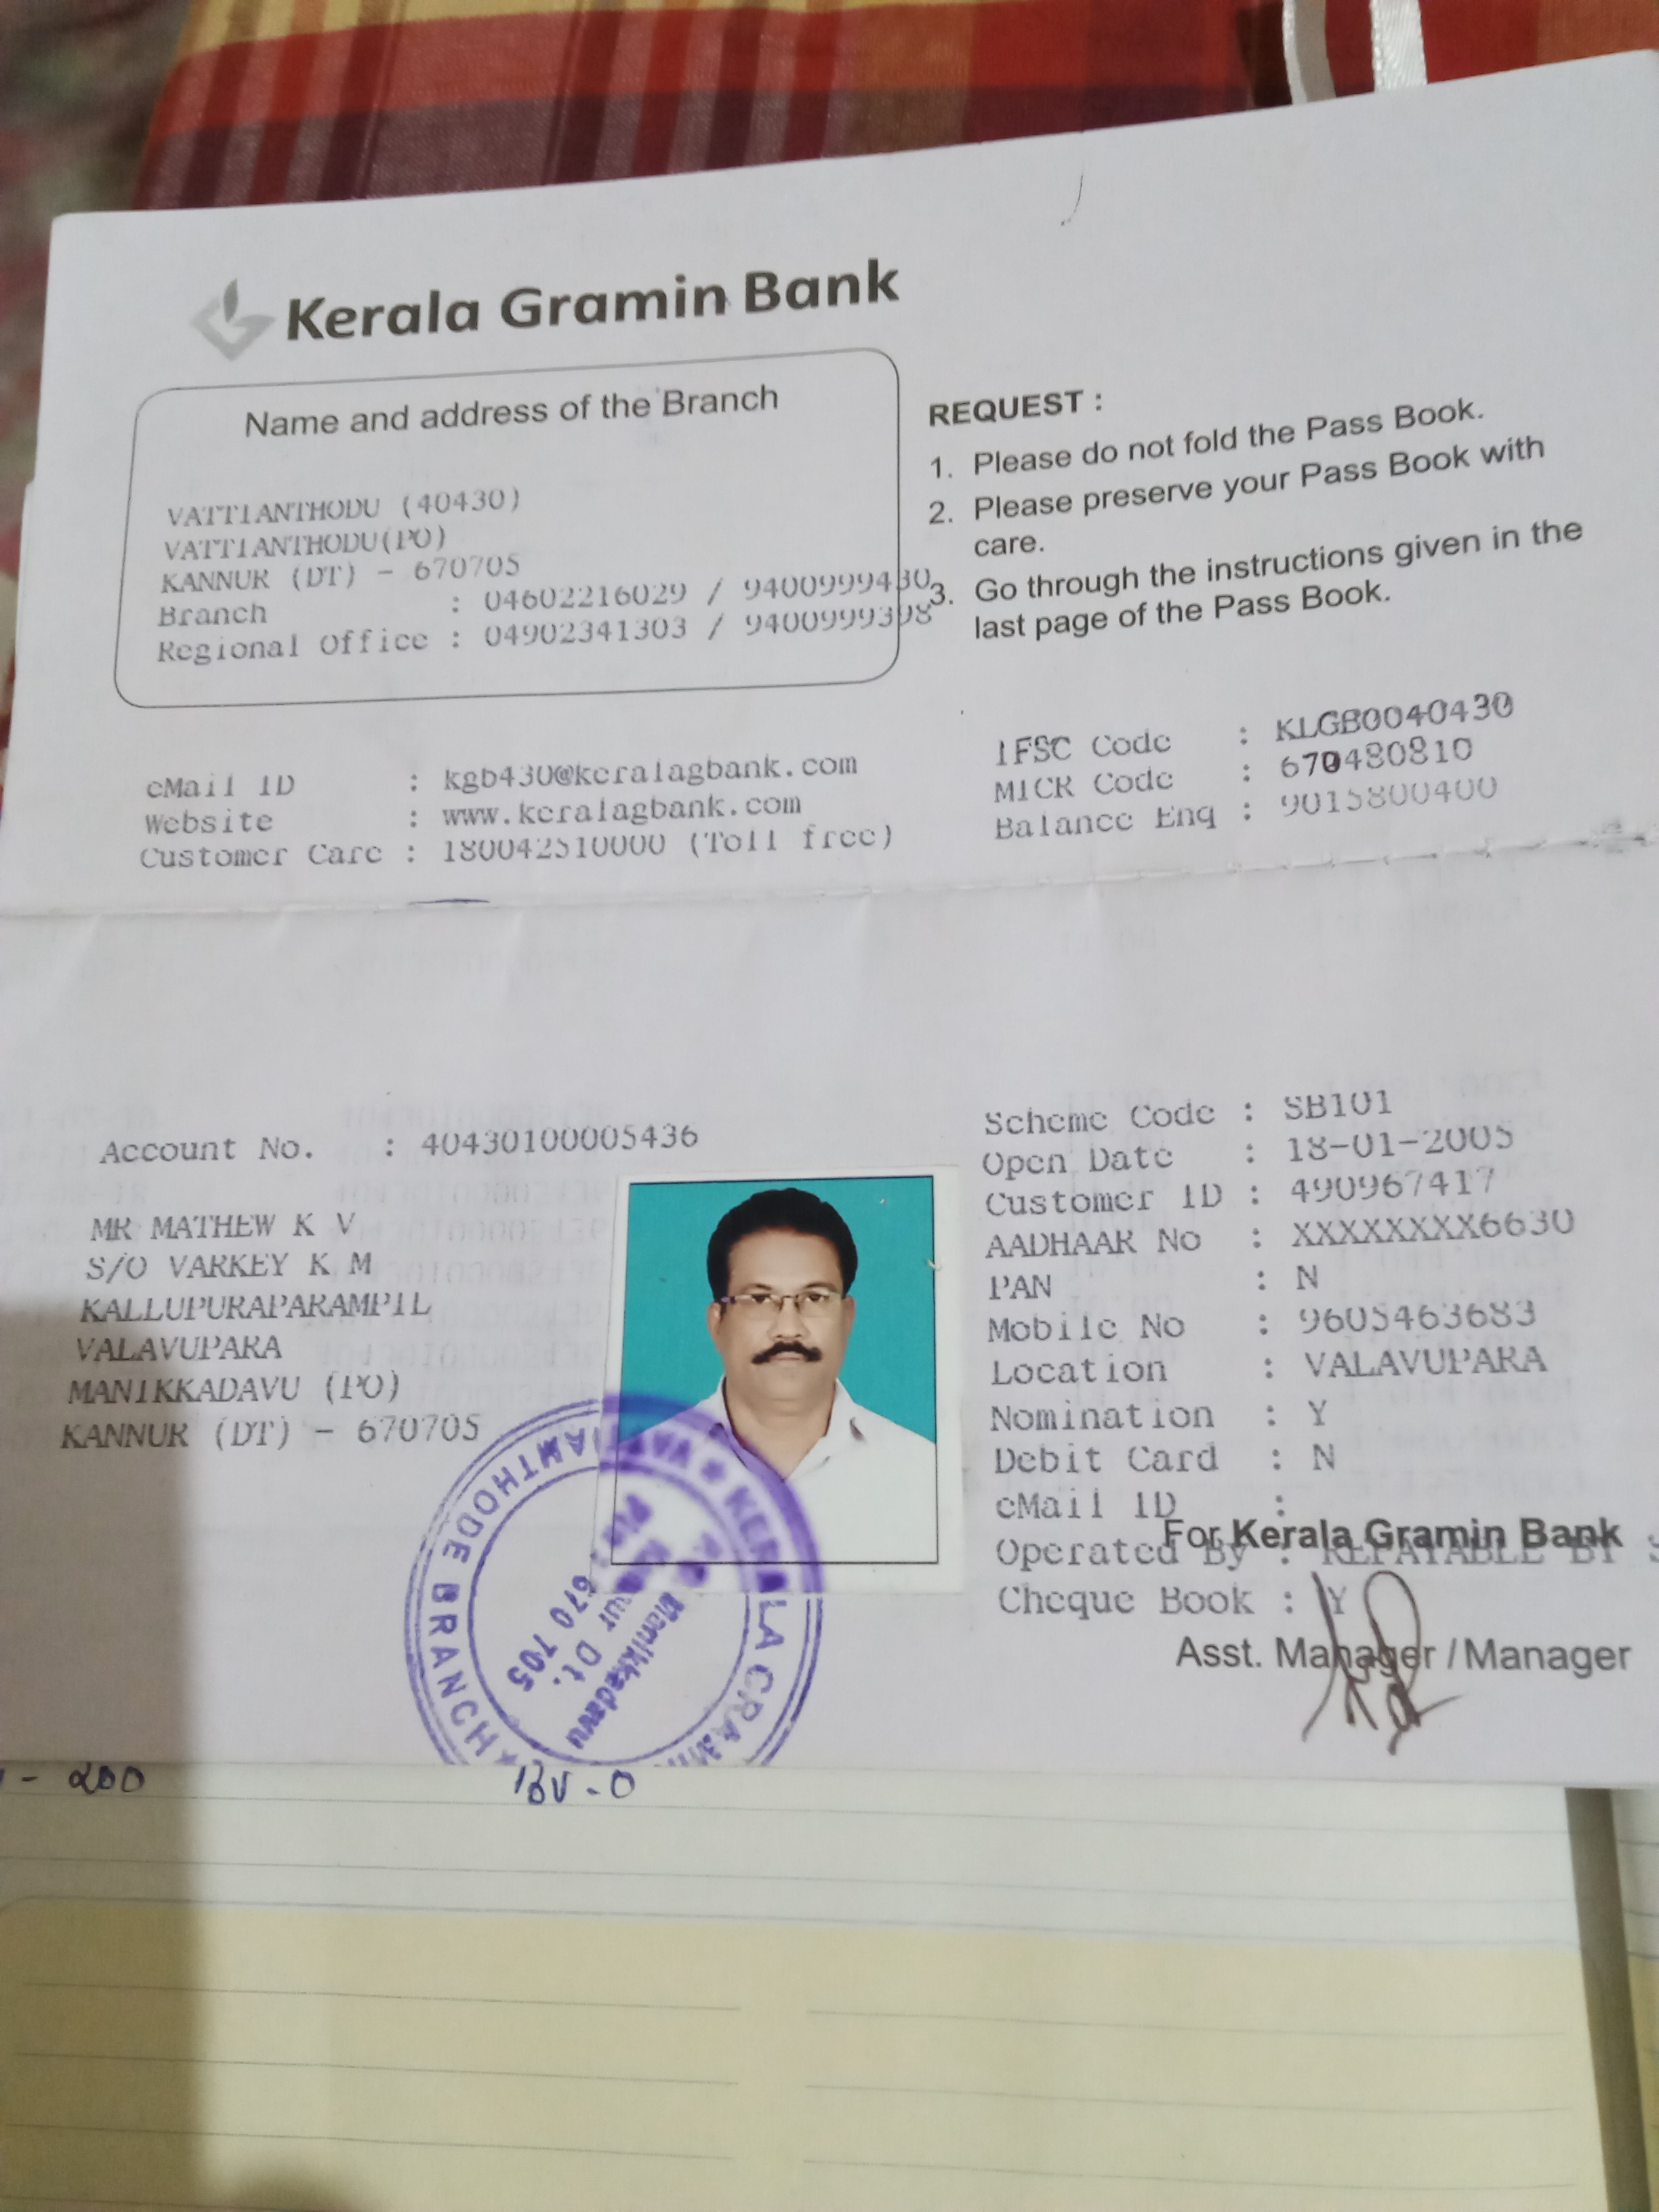 Kerala Gramin Bank
Name and address of the Branch
VATTIANTHODU (40430)
VATTIANTHODU(PO)
KANNUR (DT) - 670705
Branch : 04602216029 / 9400999430
Regional Office : 04902341303 / 9400999398
REQUEST :
1. Please do not fold the Pass Book.
2. Please preserve your Pass Book with
care.
3. Go through the instructions given in the
last page of the Pass Book.
eMail ID : kgb430@keralagbank.com
Website : www.keralagbank.com
Customer Care : 180042510000 (Toll free)
IFSC Code : KLGB0040430
MICR Code : 670480810
Balance Enq : 9015800400
Account No. : 40430100005436
MR MATHEW K V
S/O VARKEY K M
KALLUPURAPARAMPIL
VALAVUPARA
MANIKKADAVU (PO)
KANNUR (DT) - 670705
Scheme Code : SB101
Open Date : 18-01-2005
Customer ID : 490967417
AADHAAR No : XXXXXXXX6630
PAN : N
Mobile No : 9605463683
Location : VALAVUPARA
Nomination : Y
Debit Card : N
eMail ID :
For Kerala Gramin Bank
Operated By : REPAYABLE BY
Cheque Book : Y
Asst. Manager / Manager
KERALA GRAMIN
BRANCH
Manikkadavu
Dt.
670 705
- 200